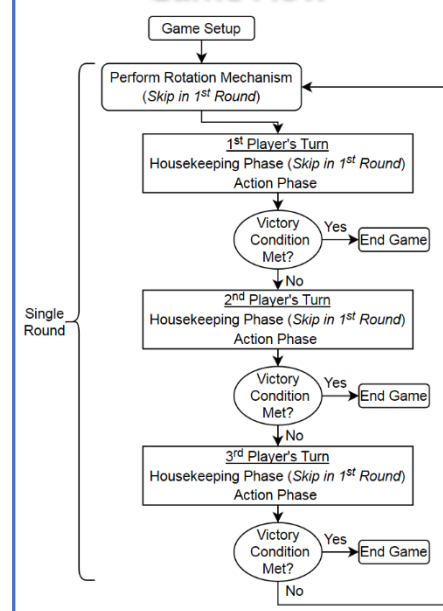 Game Flow
Game Setup
Perform Rotation Mechanism
(Skip in 1st Round)
1st Player's Turn
Housekeeping Phase (Skip in 1st Round)
Action Phase
Victory
Condition
Met?
Yes
End Game
No
2nd Player's Turn
Housekeeping Phase (Skip in 1st Round)
Action Phase
Single
Round
Victory
Condition
Met?
Yes
End Game
No
3rd Player's Turn
Housekeeping Phase (Skip in 1st Round)
Action Phase
Victory
Condition
Met?
Yes
End Game
No